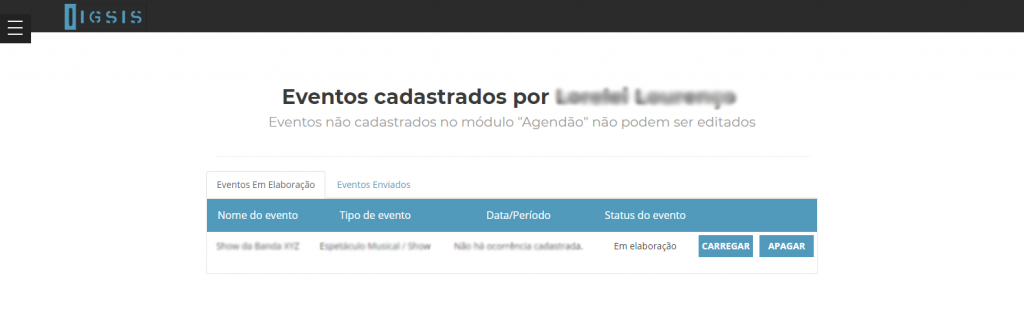 IGSIS
Eventos cadastrados por
Eventos não cadastrados no módulo "Agendão" não podem ser editados
Eventos Em Elaboração Eventos Enviados
Nome do evento Tipo de evento Data/Período Status do evento
Show da Banda XYZ Espetáculo Musical / Show Não há ocorrência cadastrada. Em elaboração CARREGAR APAGAR